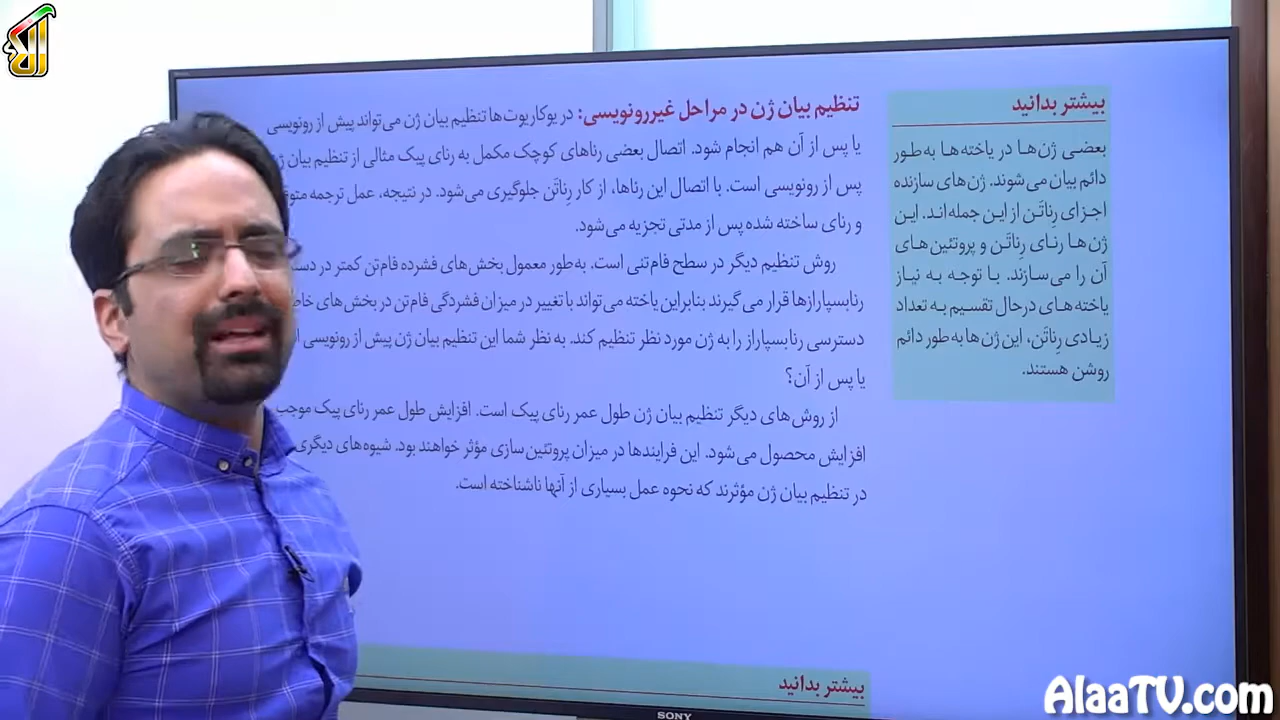 آلاء
بیشتر بدانید
بعضی ژن‌ها در یاخته‌ها به‌طور
دائم بیان می‌شوند. ژن‌های سازنده
اجزای رِناتَن از این جمله‌اند. این
ژن‌ها رنای رِناتَن و پروتئین‌های
آن را می‌سازند. با توجه به نیاز
یاخته‌های درحال تقسیم به تعداد
زیادی رِناتَن، این ژن‌ها به طور دائم
روشن هستند.
تنظیم بیان ژن در مراحل غیررونویسی: در یوکاریوت‌ها تنظیم بیان ژن می‌تواند پیش از رونویسی
یا پس از آن هم انجام شود. اتصال بعضی رناهای کوچک مکمل به رنای پیک مثالی از تنظیم بیان
پس از رونویسی است. با اتصال این رناها، از کار رِناتَن جلوگیری می‌شود. در نتیجه، عمل ترجمه
و رنای ساخته شده پس از مدتی تجزیه می‌شود.
روش تنظیم دیگر در سطح فام‌تنی است. به‌طور معمول بخش‌های فشرده فام‌تن کمتر در
رنابسپارازها قرار می‌گیرند بنابراین یاخته می‌تواند با تغییر در میزان فشردگی فام‌تن در بخش‌های
دسترسی رنابسپاراز را به ژن مورد نظر تنظیم کند. به نظر شما این تنظیم بیان ژن پیش از رونویسی
یا پس از آن؟
از روش‌های دیگر تنظیم بیان ژن طول عمر رنای پیک است. افزایش طول عمر رنای پیک موجب
افزایش محصول می‌شود. این فرایندها در میزان پروتئین‌سازی مؤثر خواهند بود. شیوه‌های دیگری
در تنظیم بیان ژن مؤثرند که نحوه عمل بسیاری از آنها ناشناخته است.
بیشتر بدانید
SONY
AlaaTV.com